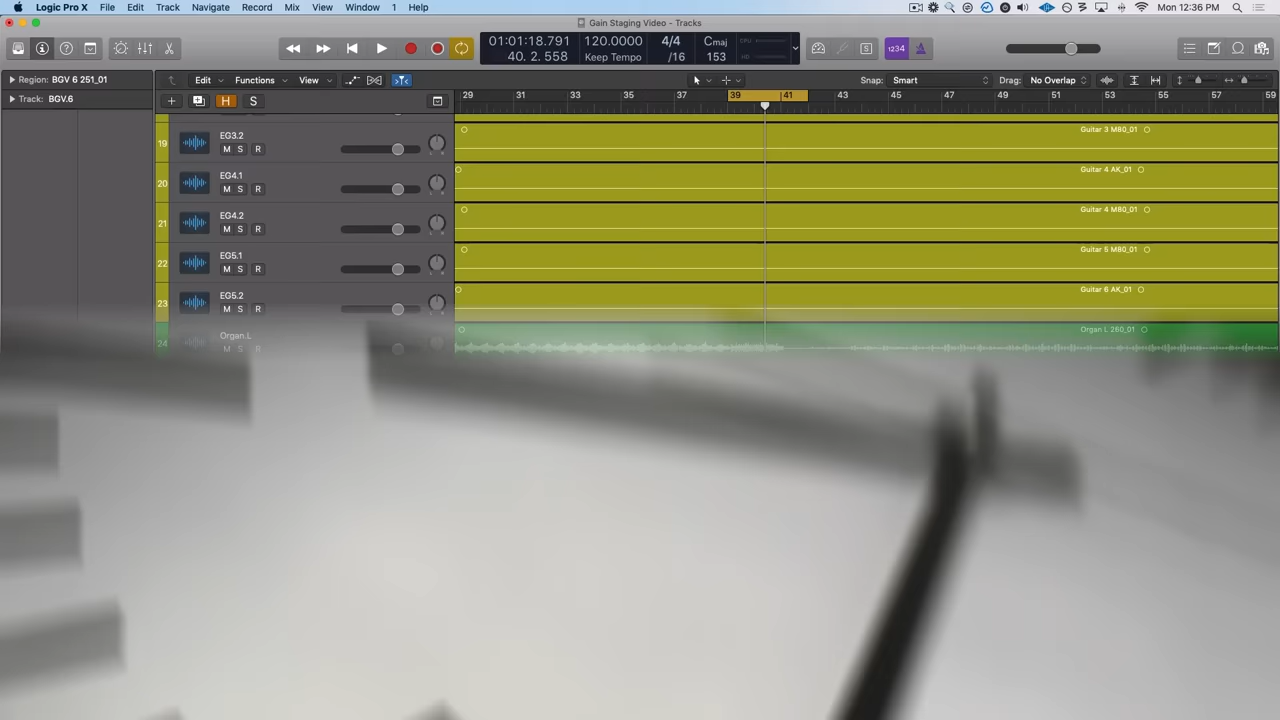 Logic Pro X File Edit Track Navigate Record Mix View Window 1 Help Mon 12:36 PM
Gain Staging Video - Tracks
01:01:18.791 120.0000 4/4 Cmaj CPU
40. 2. 558 Keep Tempo /16 153 HD
1234
Region: BGV 6 251_01
Edit Functions View Snap: Smart Drag: No Overlap
Track: BGV.6
H S
29 31 33 35 37 39 41 43 45 47 49 51 53 55 57 59
19 EG3.2 Guitar 3 M80_01
M S R
20 EG4.1 Guitar 4 AK_01
M S R
21 EG4.2 Guitar 4 M80_01
M S R
22 EG5.1 Guitar 5 M80_01
M S R
23 EG5.2 Guitar 6 AK_01
M S R
24 Organ.L Organ L 260_01
M S R